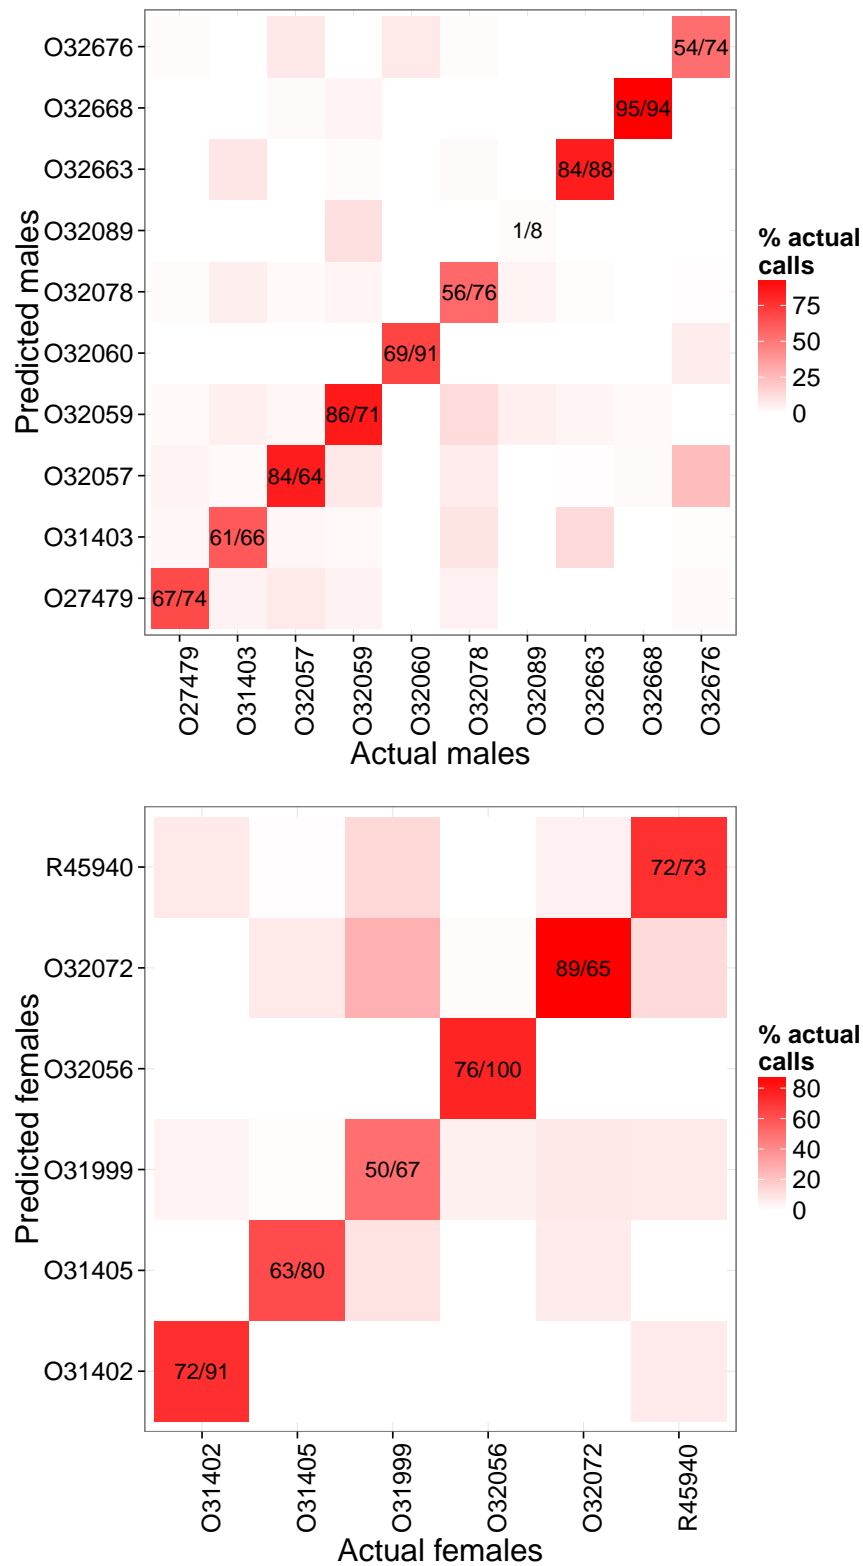 O32676
54/74
O32668
95/94
O32663
84/88
O32089
1/8
O32078
56/76
O32060
69/91
O32059
86/71
O32057
84/64
O31403
61/66
O27479
67/74
Predicted males
O27479
O31403
O32057
O32059
O32060
O32078
O32089
O32663
O32668
O32676
Actual males
% actual
calls
75
50
25
0
R45940
72/73
O32072
89/65
O32056
76/100
O31999
50/67
O31405
63/80
O31402
72/91
Predicted females
O31402
O31405
O31999
O32056
O32072
R45940
Actual females
% actual
calls
80
60
40
20
0